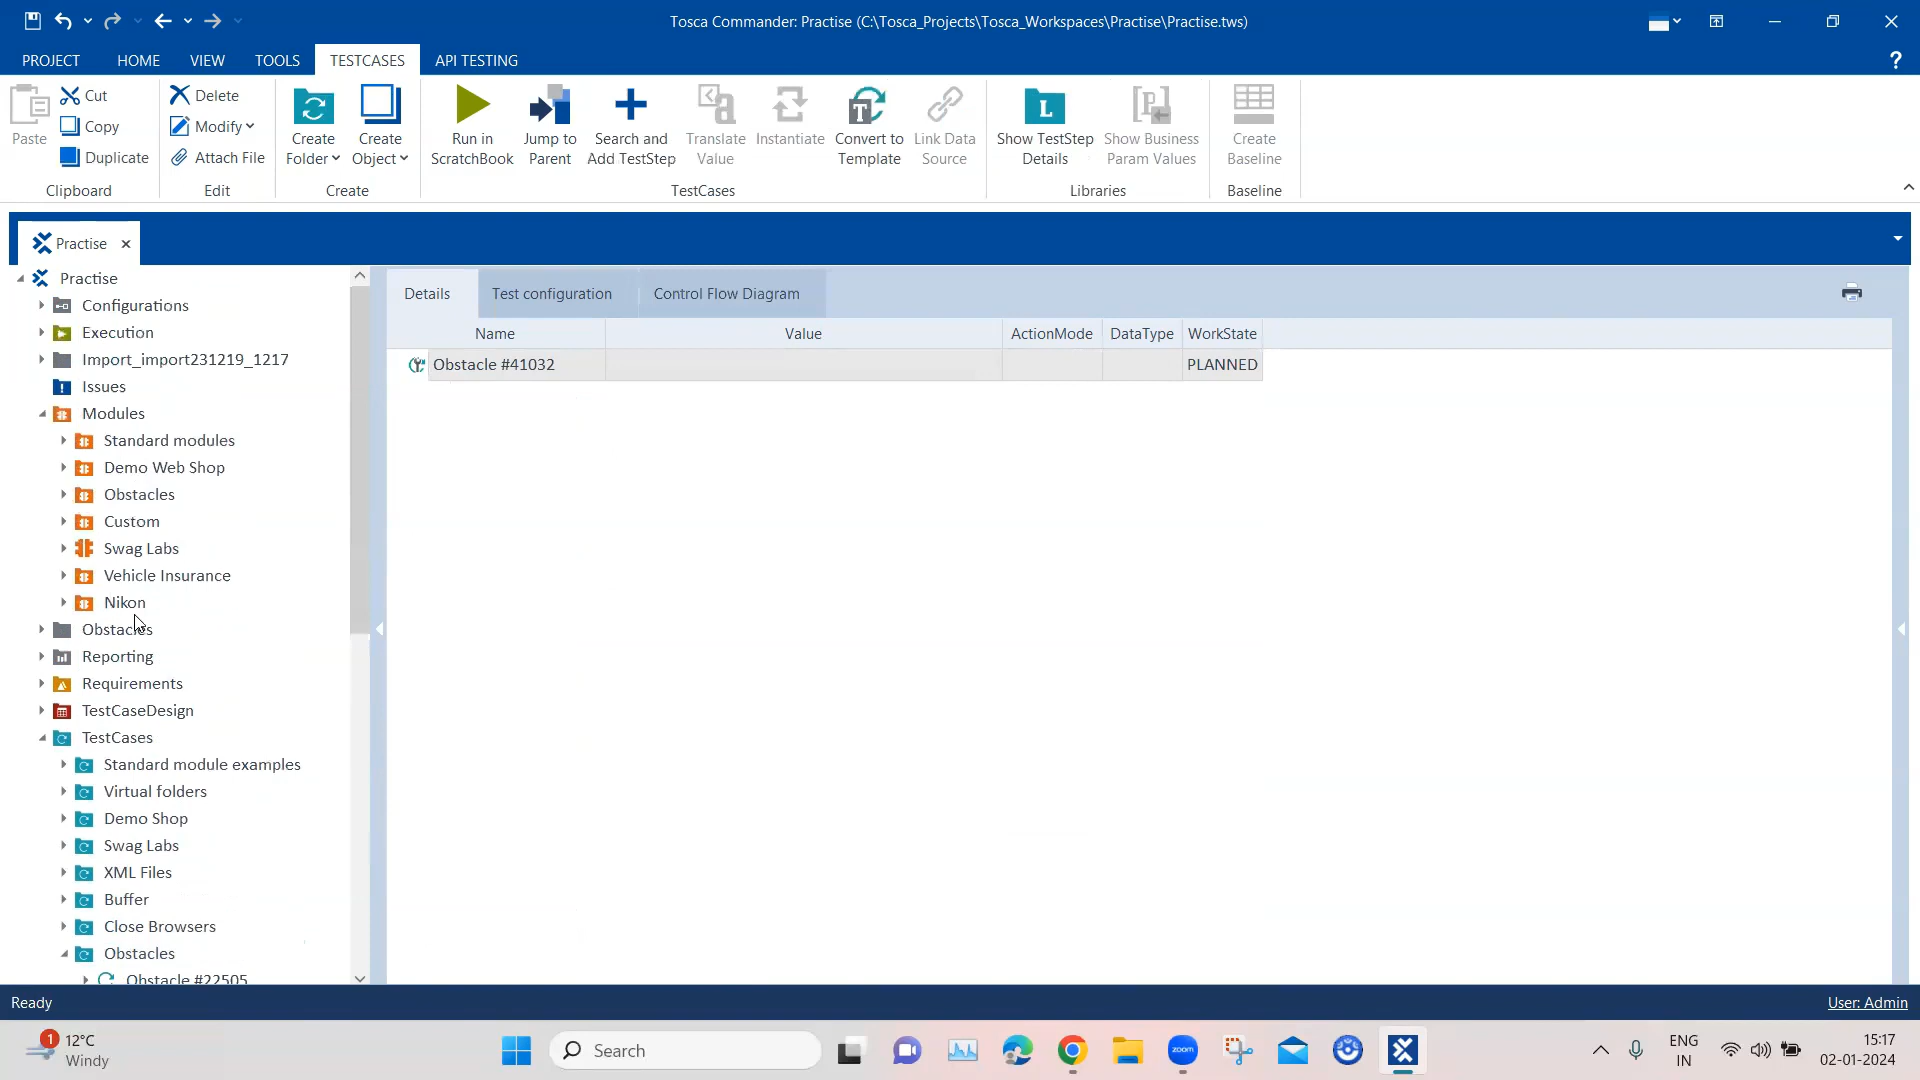 Tosca Commander: Practise (C:\Tosca_Projects\Tosca_Workspaces\Practise\Practise.tws)
PROJECT HOME VIEW TOOLS TESTCASES API TESTING ?
Paste
Cut
Copy
Duplicate
Clipboard
Delete
Modify
Attach File
Edit
Create Folder
Create Object
Create
Run in ScratchBook
Jump to Parent
Search and Add TestStep
Translate Value
Instantiate
Convert to Template
Link Data Source
TestCases
Show TestStep Details
Show Business Param Values
Libraries
Create Baseline
Baseline
Practise
Practise
Configurations
Execution
Import_import231219_1217
Issues
Modules
Standard modules
Demo Web Shop
Obstacles
Custom
Swag Labs
Vehicle Insurance
Nikon
Obstacles
Reporting
Requirements
TestCaseDesign
TestCases
Standard module examples
Virtual folders
Demo Shop
Swag Labs
XML Files
Buffer
Close Browsers
Obstacles
Obstacle #22505
Details Test configuration Control Flow Diagram
Name Value ActionMode DataType WorkState
Obstacle #41032 PLANNED
Ready User: Admin
1
12°C
Windy
Search
zoom
ENG
IN
15:17
02-01-2024